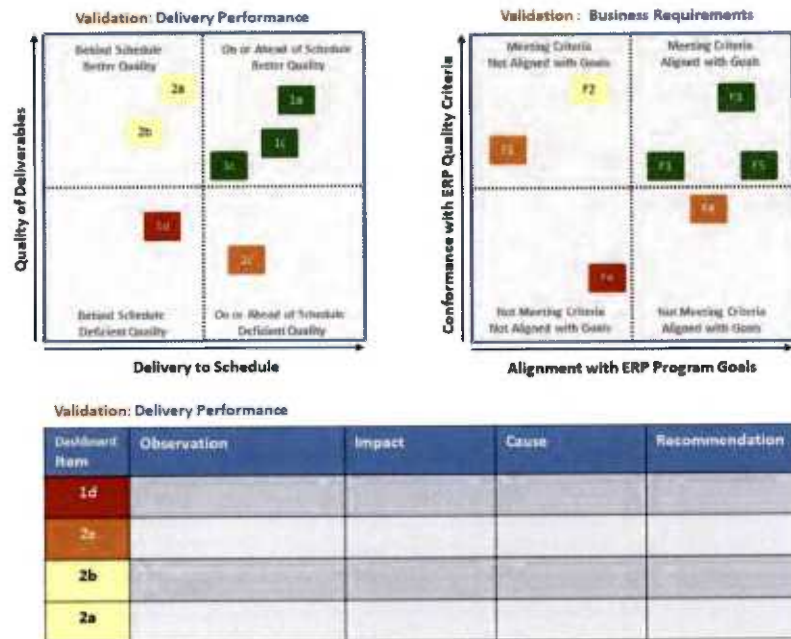 Validation: Delivery Performance
Quality of Deliverables
Behind Schedule
Better Quality
On or Ahead of Schedule
Better Quality
2a
2b
1a
1c
1c
1d
2c
Behind Schedule
Deficient Quality
On or Ahead of Schedule
Deficient Quality
Delivery to Schedule
Validation : Business Requirements
Conformance with ERP Quality Criteria
Meeting Criteria
Not Aligned with Goals
Meeting Criteria
Aligned with Goals
F2
F3
F5
Not Meeting Criteria
Not Aligned with Goals
Not Meeting Criteria
Aligned with Goals
Alignment with ERP Program Goals
Validation: Delivery Performance
Dashboard Item
Observation
Impact
Cause
Recommendation
1d
2b
2a